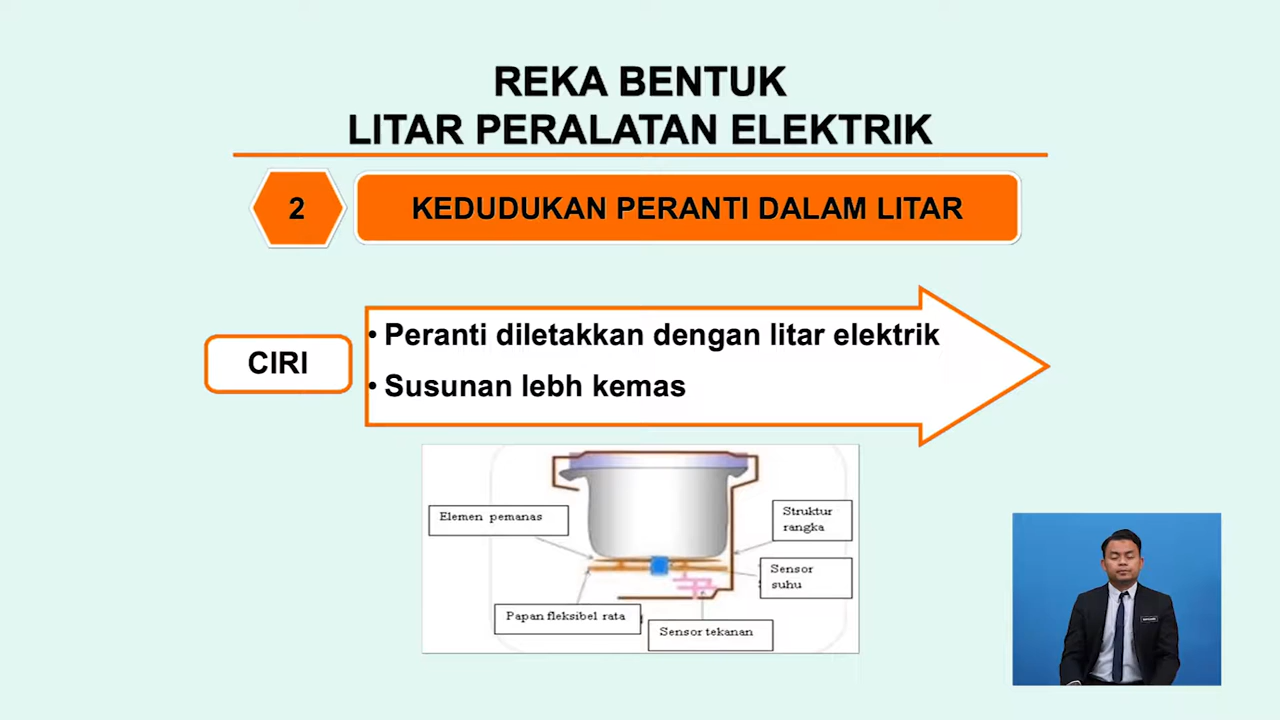 REKA BENTUK
LITAR PERALATAN ELEKTRIK
2
KEDUDUKAN PERANTI DALAM LITAR
CIRI
• Peranti diletakkan dengan litar elektrik
• Susunan lebh kemas
Elemen pemanas
Struktur
rangka
Sensor
suhu
Papan fleksibel rata
Sensor tekanan